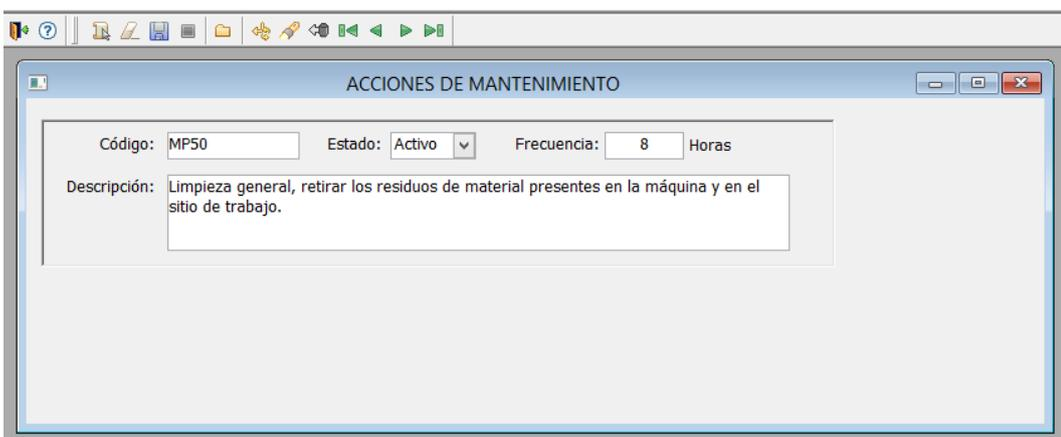 ACCIONES DE MANTENIMIENTO
Código: MP50 Estado: Activo Frecuencia: 8 Horas
Descripción: Limpieza general, retirar los residuos de material presentes en la máquina y en el
sitio de trabajo.